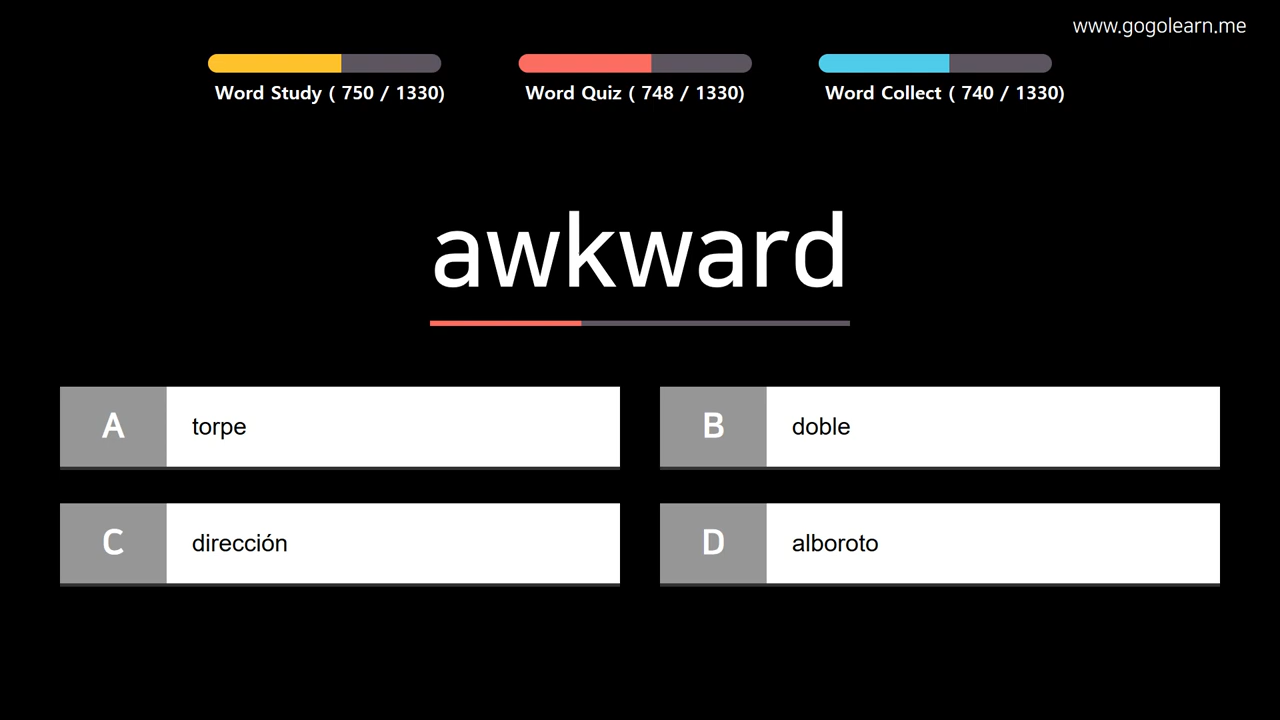 www.gogolearn.me
Word Study ( 750 / 1330)
Word Quiz ( 748 / 1330)
Word Collect ( 740 / 1330)
awkward
A torpe
B doble
C dirección
D alboroto